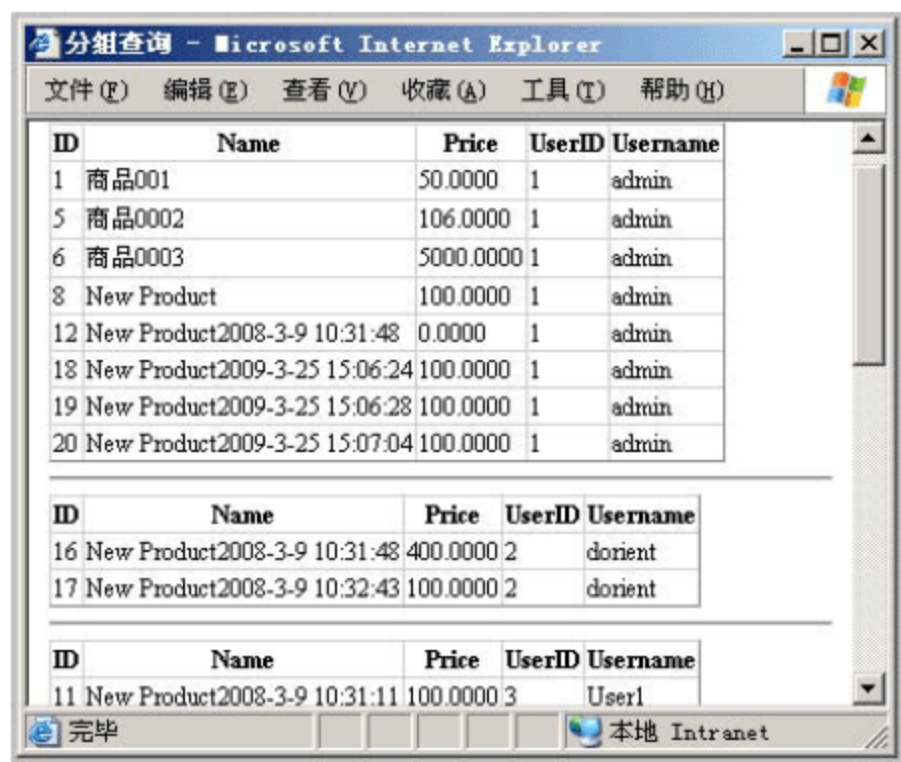 分组查询 - Microsoft Internet Explorer
文件(F) 编辑(E) 查看(V) 收藏(A) 工具(T) 帮助(H)
ID Name Price UserID Username
1 商品001 50.0000 1 admin
5 商品0002 106.0000 1 admin
6 商品0003 5000.0000 1 admin
8 New Product 100.0000 1 admin
12 New Product2008-3-9 10:31:48 0.0000 1 admin
18 New Product2009-3-25 15:06:24 100.0000 1 admin
19 New Product2009-3-25 15:06:28 100.0000 1 admin
20 New Product2009-3-25 15:07:04 100.0000 1 admin
ID Name Price UserID Username
16 New Product2008-3-9 10:31:48 400.0000 2 dorient
17 New Product2008-3-9 10:32:43 100.0000 2 dorient
ID Name Price UserID Username
11 New Product2008-3-9 10:31:11 100.0000 3 User1
完毕 本地 Intranet